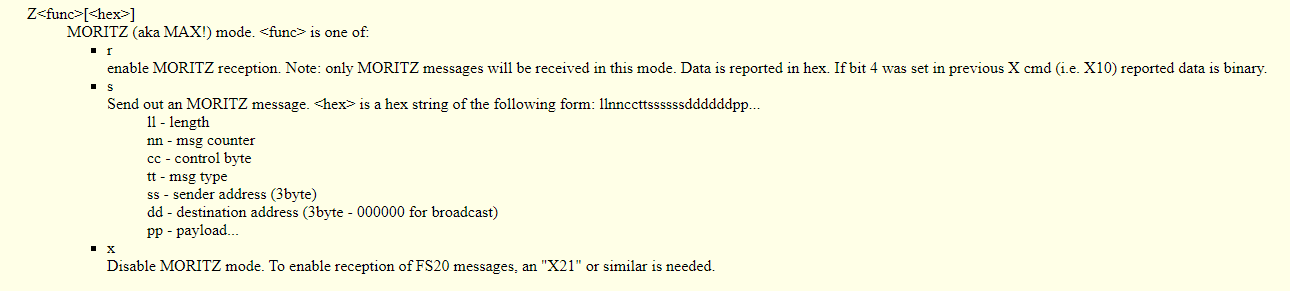 Z<func>[<hex>]
MORITZ (aka MAX!) mode. <func> is one of:
▪ r
enable MORITZ reception. Note: only MORITZ messages will be received in this mode. Data is reported in hex. If bit 4 was set in previous X cmd (i.e. X10) reported data is binary.
▪ s
Send out an MORITZ message. <hex> is a hex string of the following form: llnnccttssssssddddddpp...
ll - length
nn - msg counter
cc - control byte
tt - msg type
ss - sender address (3byte)
dd - destination address (3byte - 000000 for broadcast)
pp - payload...
▪ x
Disable MORITZ mode. To enable reception of FS20 messages, an "X21" or similar is needed.